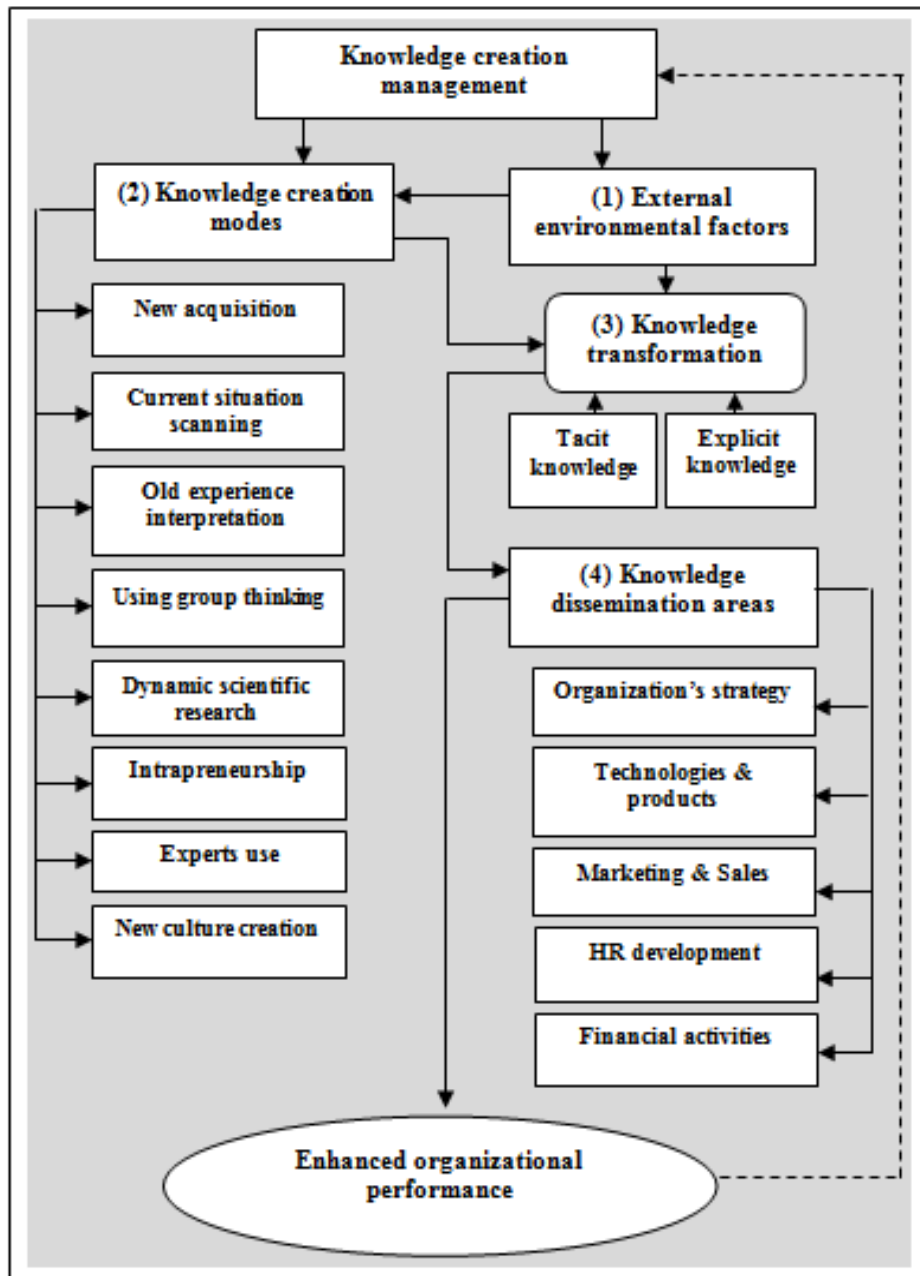 Knowledge creation
management
(2) Knowledge creation
modes
(1) External
environmental factors
New acquisition
(3) Knowledge
transformation
Current situation
scanning
Tacit
knowledge
Explicit
knowledge
Old experience
interpretation
Using group thinking
(4) Knowledge
dissemination areas
Dynamic scientific
research
Organization’s strategy
Intrapreneurship
Technologies &
products
Experts use
Marketing & Sales
New culture creation
HR development
Financial activities
Enhanced organizational
performance